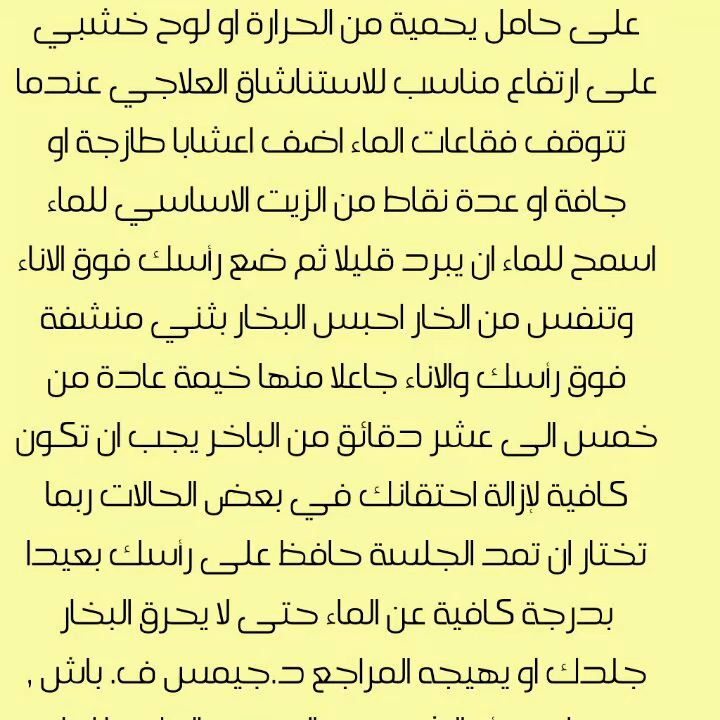 على حامل يحمية من الحرارة او لوح خشبي
على ارتفاع مناسب للاستناشاق العلاجي عندما
تتوقف فقاعات الماء اضف اعشابا طازجة او
جافة او عدة نقاط من الزيت الاساسي للماء
اسمح للماء ان يبرد قليلا ثم ضع رأسك فوق الاناء
وتنفس من الخار احبس البخار بثني منشفة
فوق رأسك والاناء جاعلا منها خيمة عادة من
خمس الى عشر دقائق من الباخر يجب ان تكون
كافية لإزالة احتقانك في بعض الحالات ربما
تختار ان تمد الجلسة حافظ على رأسك بعيدا
بدرجة كافية عن الماء حتى لا يحرق البخار
جلدك او يهيجه المراجع د.جيمس ف. باش ,